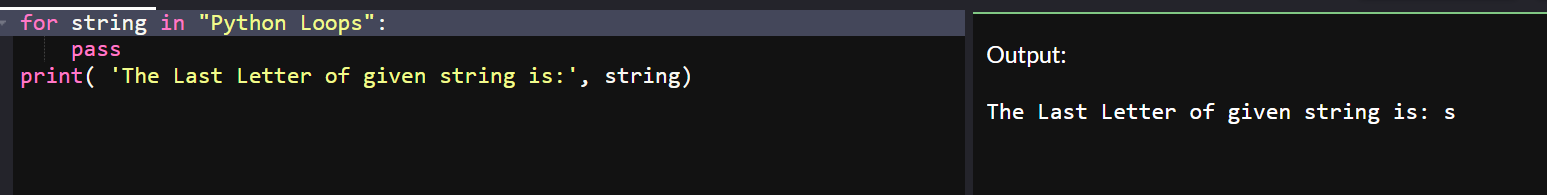 for string in "Python Loops":
    pass
print( 'The Last Letter of given string is:', string)
Output:
The Last Letter of given string is: s